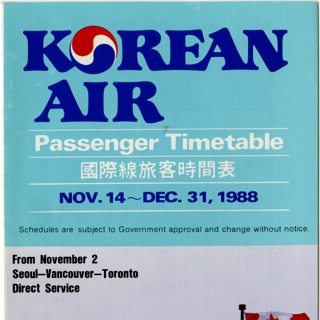 KOREAN
AIR
Passenger Timetable
國際線旅客時間表
NOV. 14～DEC. 31, 1988
Schedules are subject to Government approval and change without notice.
From November 2
Seoul—Vancouver—Toronto
Direct Service